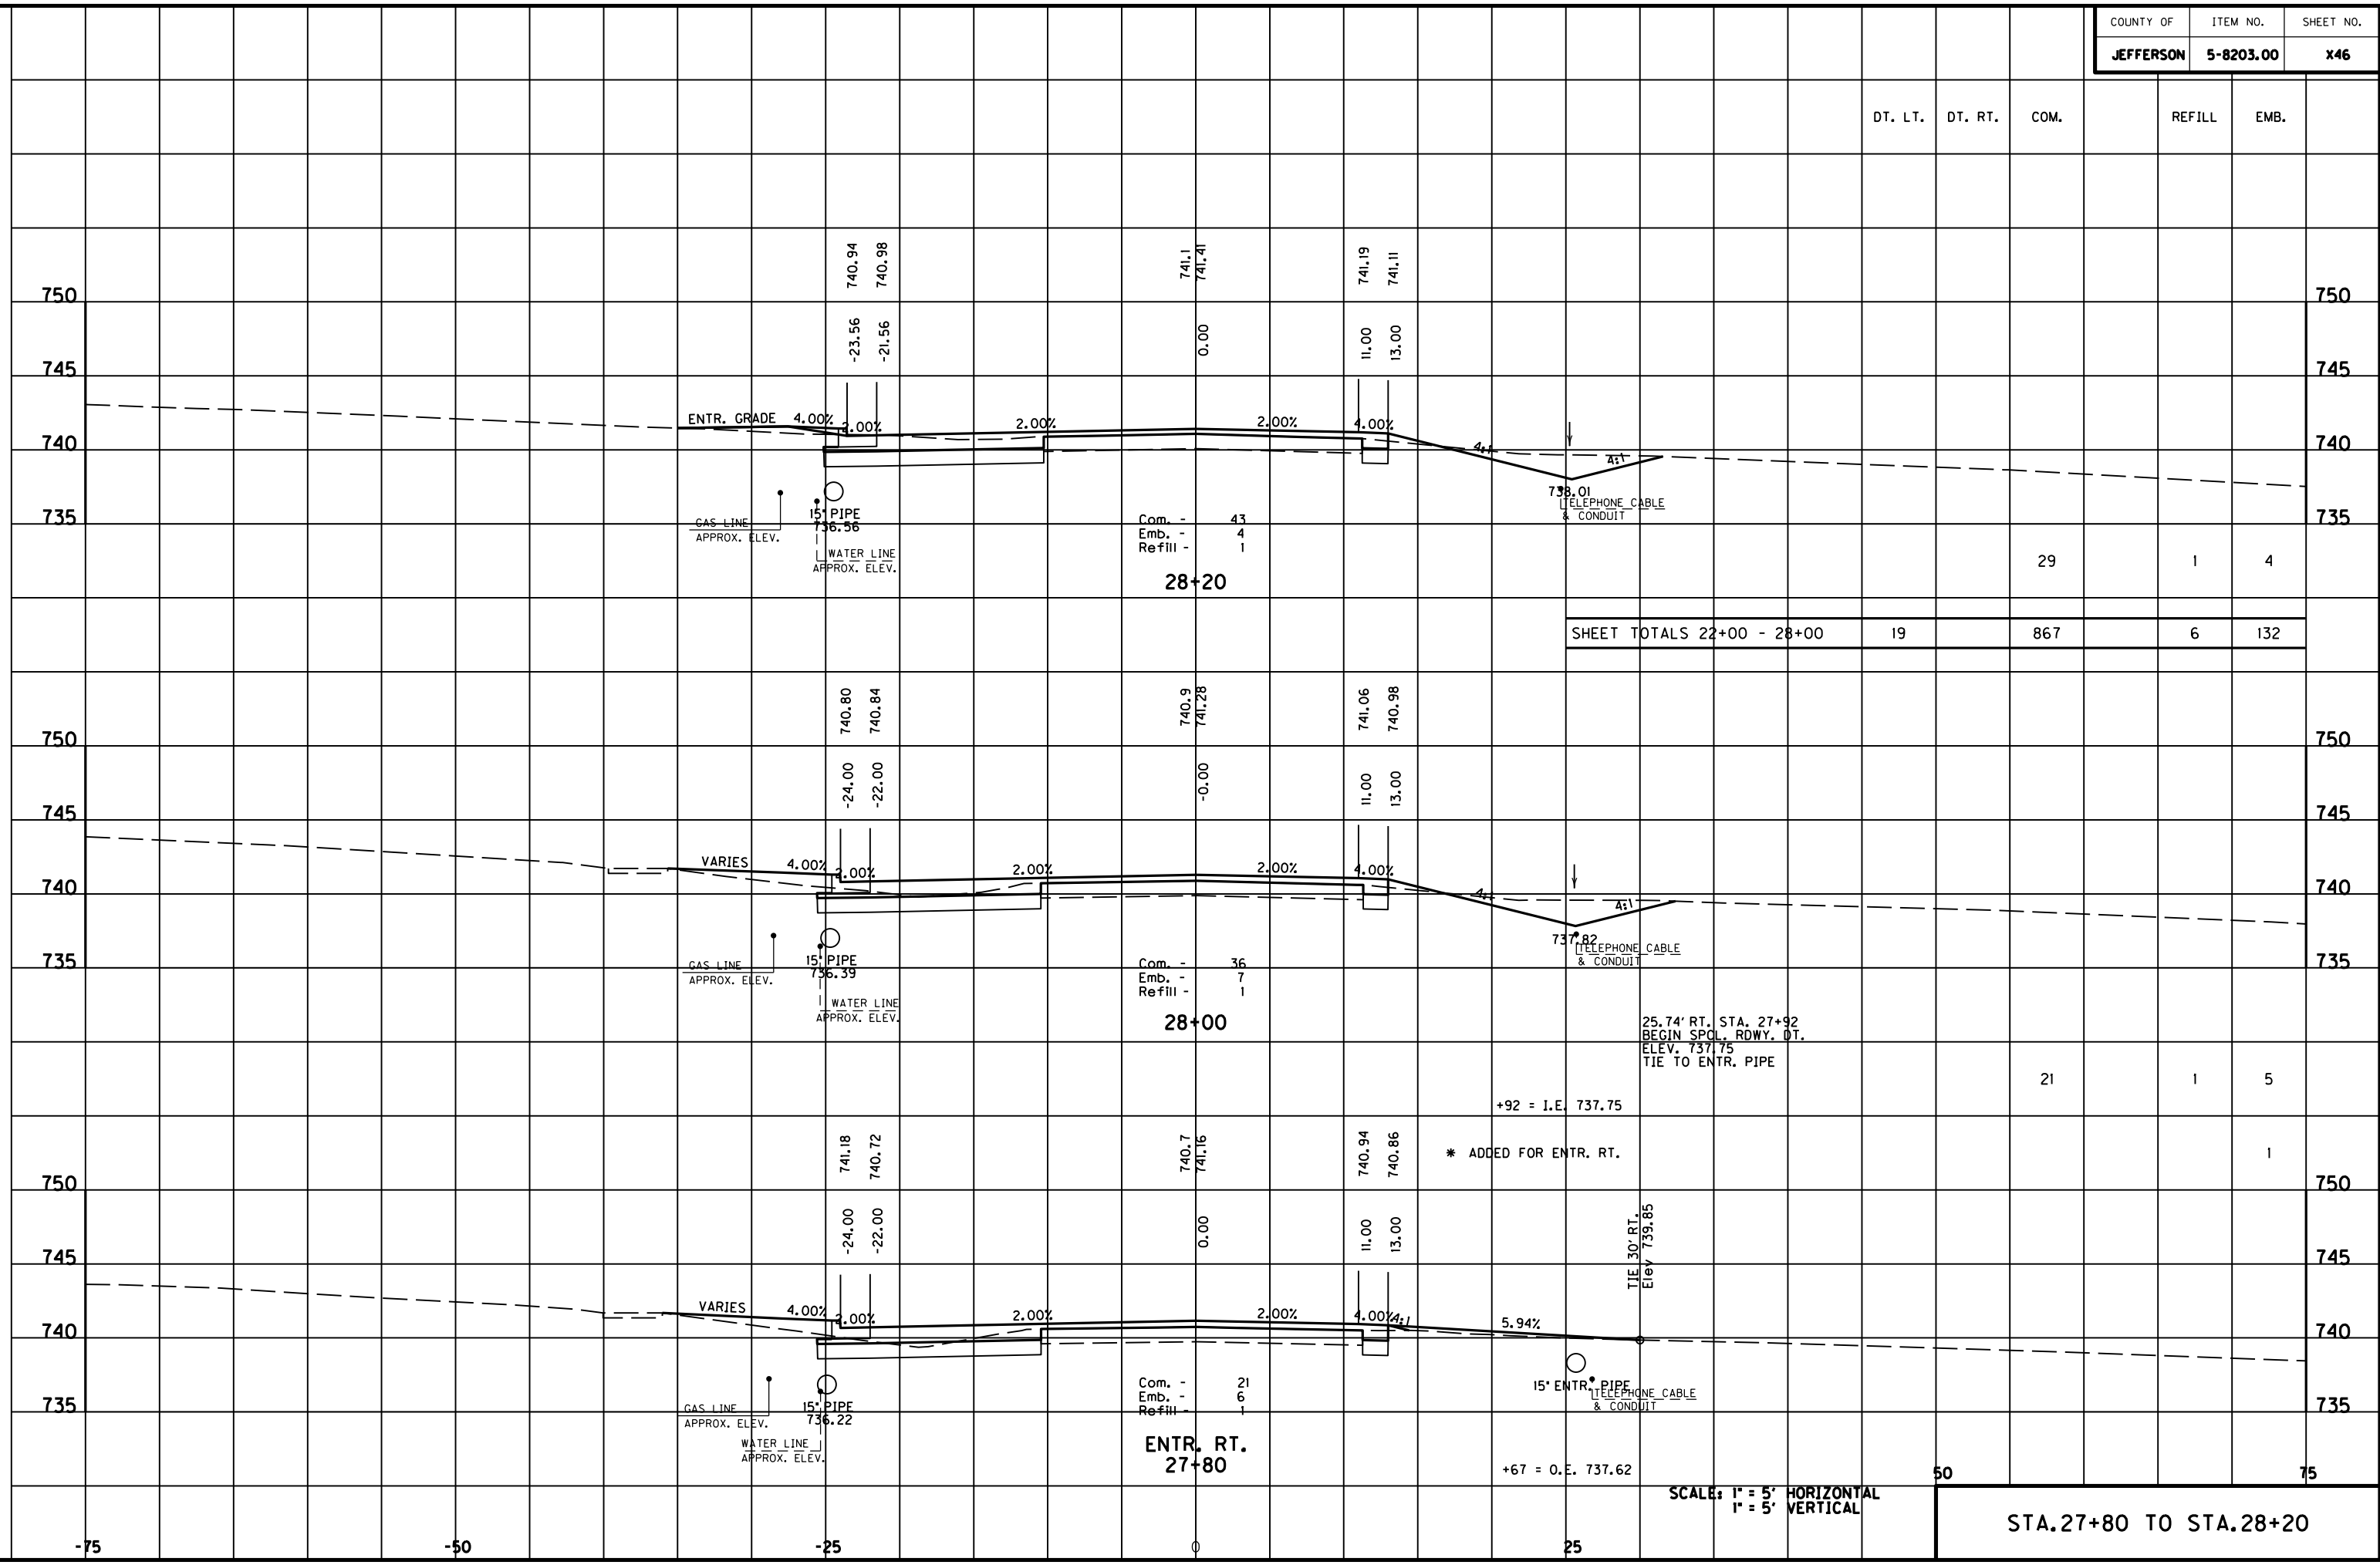 COUNTY OF ITEM NO. SHEET NO.
JEFFERSON 5-8203.00 X46
DT. LT. DT. RT. COM. REFILL EMB.
740.94 740.98 741.1 741.41 741.19 741.11
750 750
-23.56 -21.56 0.00 11.00 13.00
745 745
ENTR. GRADE 4.00% 2.00% 2.00% 2.00% 4.00%
740 4:1 4:1 740
738.01
TELEPHONE CABLE
& CONDUIT
15" PIPE
736.56
GAS LINE
APPROX. ELEV.
735 735
WATER LINE
APPROX. ELEV.
Com. - 43
Emb. - 4
Refill - 1
28+20
29 1 4
SHEET TOTALS 22+00 - 28+00 19 867 6 132
740.80 740.84 740.9 741.28 741.06 740.98
750 750
-24.00 -22.00 -0.00 11.00 13.00
745 745
VARIES 4.00% 2.00% 2.00% 2.00% 4.00%
740 4:1 4:1 740
737.82
TELEPHONE CABLE
& CONDUIT
15" PIPE
736.39
GAS LINE
APPROX. ELEV.
735 735
WATER LINE
APPROX. ELEV.
Com. - 36
Emb. - 7
Refill - 1
28+00
25.74' RT. STA. 27+92
BEGIN SPCL. RDWY. DT.
ELEV. 737.75
TIE TO ENTR. PIPE
21 1 5
+92 = I.E. 737.75
741.18 740.72 740.7 741.16 740.94 740.86
* ADDED FOR ENTR. RT. 1
750 750
-24.00 -22.00 0.00 11.00 13.00
TIE 30' RT.
Elev 739.85
745 745
VARIES 4.00% 2.00% 2.00% 2.00% 4.00% 4:1 5.94%
740 740
15" ENTR. PIPE
TELEPHONE CABLE
& CONDUIT
15" PIPE
736.22
GAS LINE
APPROX. ELEV.
735 735
WATER LINE
APPROX. ELEV.
Com. - 21
Emb. - 6
Refill - 1
ENTR. RT.
27+80
+67 = O.E. 737.62
50 75
SCALE: 1" = 5' HORIZONTAL
1" = 5' VERTICAL
STA.27+80 TO STA.28+20
-75 -50 -25 0 25